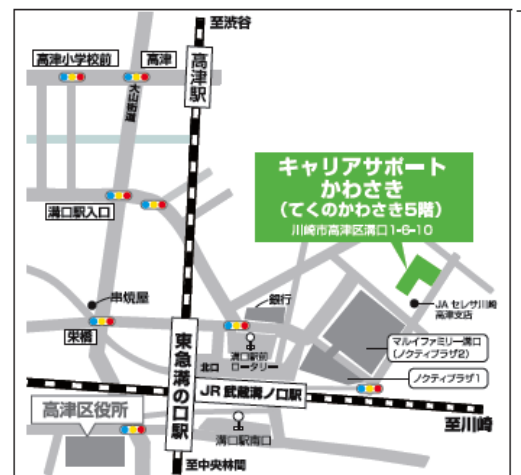 至渋谷
高津小学校前
高津
高津駅
大山街道
キャリアサポート
かわさき
(てくのかわさき5階)
川崎市高津区溝口1-6-10
溝口駅入口
串焼屋
銀行
JA セレサ川崎
高津支店
栄橋
溝口駅前
ロータリー
マルイファミリー溝口
(ノクティプラザ2)
東急溝の口駅
北口
ノクティプラザ1
JR 武蔵溝ノ口駅
高津区役所
至川崎
溝口駅南口
至中央林間